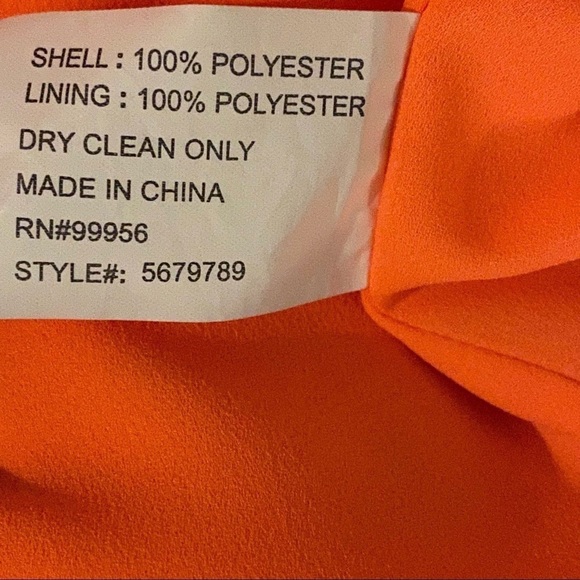 SHELL : 100% POLYESTER
LINING : 100% POLYESTER
DRY CLEAN ONLY
MADE IN CHINA
RN#99956
STYLE#: 5679789